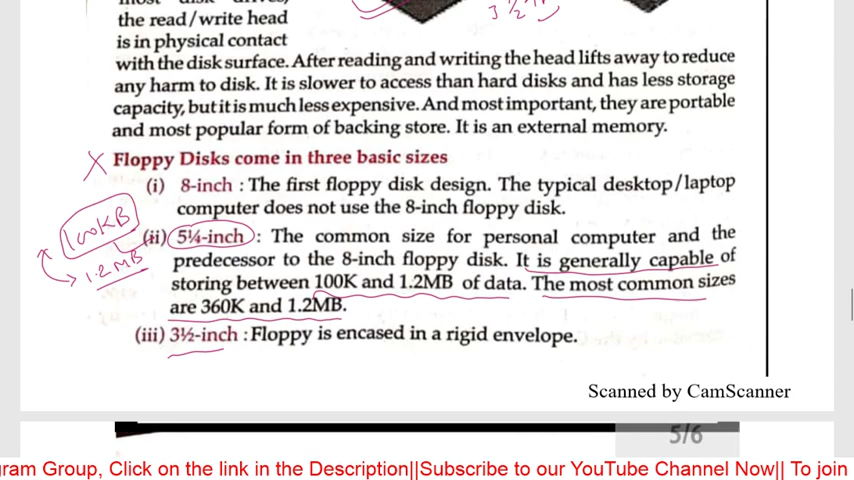 the read/write head
is in physical contact
3 ½
with the disk surface. After reading and writing the head lifts away to reduce
any harm to disk. It is slower to access than hard disks and has less storage
capacity, but it is much less expensive. And most important, they are portable
and most popular form of backing store. It is an external memory.
Floppy Disks come in three basic sizes
(i) 8-inch : The first floppy disk design. The typical desktop/laptop
computer does not use the 8-inch floppy disk.
100KB
(ii) 5¼-inch : The common size for personal computer and the
1.2MB
predecessor to the 8-inch floppy disk. It is generally capable of
storing between 100K and 1.2MB of data. The most common sizes
are 360K and 1.2MB.
(iii) 3½-inch : Floppy is encased in a rigid envelope.
Scanned by CamScanner
5/6
gram Group, Click on the link in the Description||Subscribe to our YouTube Channel Now|| To join